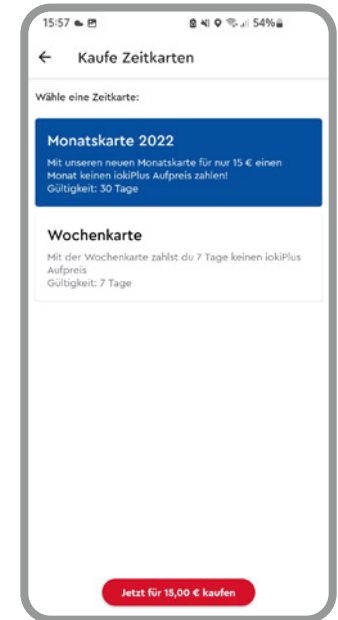 15:57 54%
Kaufe Zeitkarten
Wähle eine Zeitkarte:
Monatskarte 2022
Mit unseren neuen Monatskarte für nur 15 € einen
Monat keinen iokiPlus Aufpreis zahlen!
Gültigkeit: 30 Tage
Wochenkarte
Mit der Wochenkarte zahlst du 7 Tage keinen iokiPlus
Aufpreis
Gültigkeit: 7 Tage
Jetzt für 15,00 € kaufen